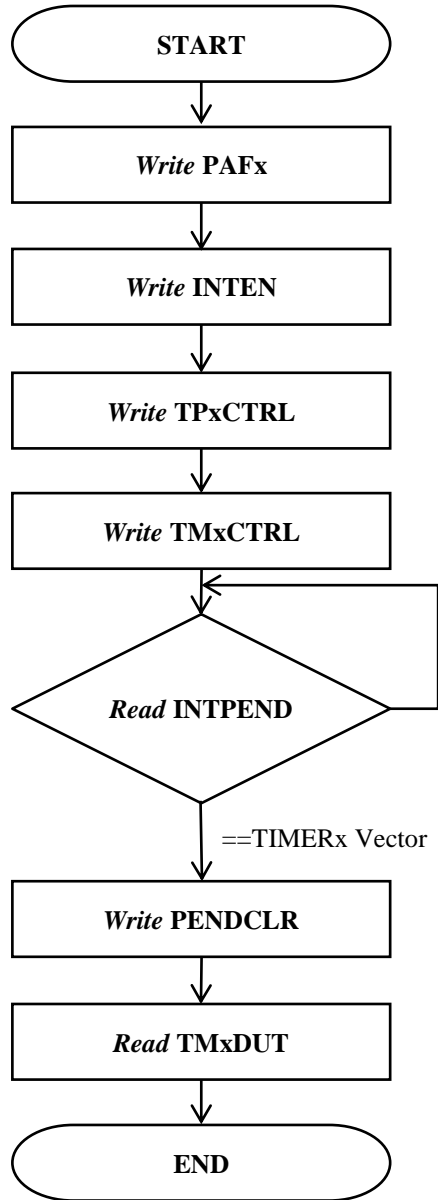 START
Write PAFx
Write INTEN
Write TPxCTRL
Write TMxCTRL
Read INTPEND
==TIMERx Vector
Write PENDCLR
Read TMxDUT
END